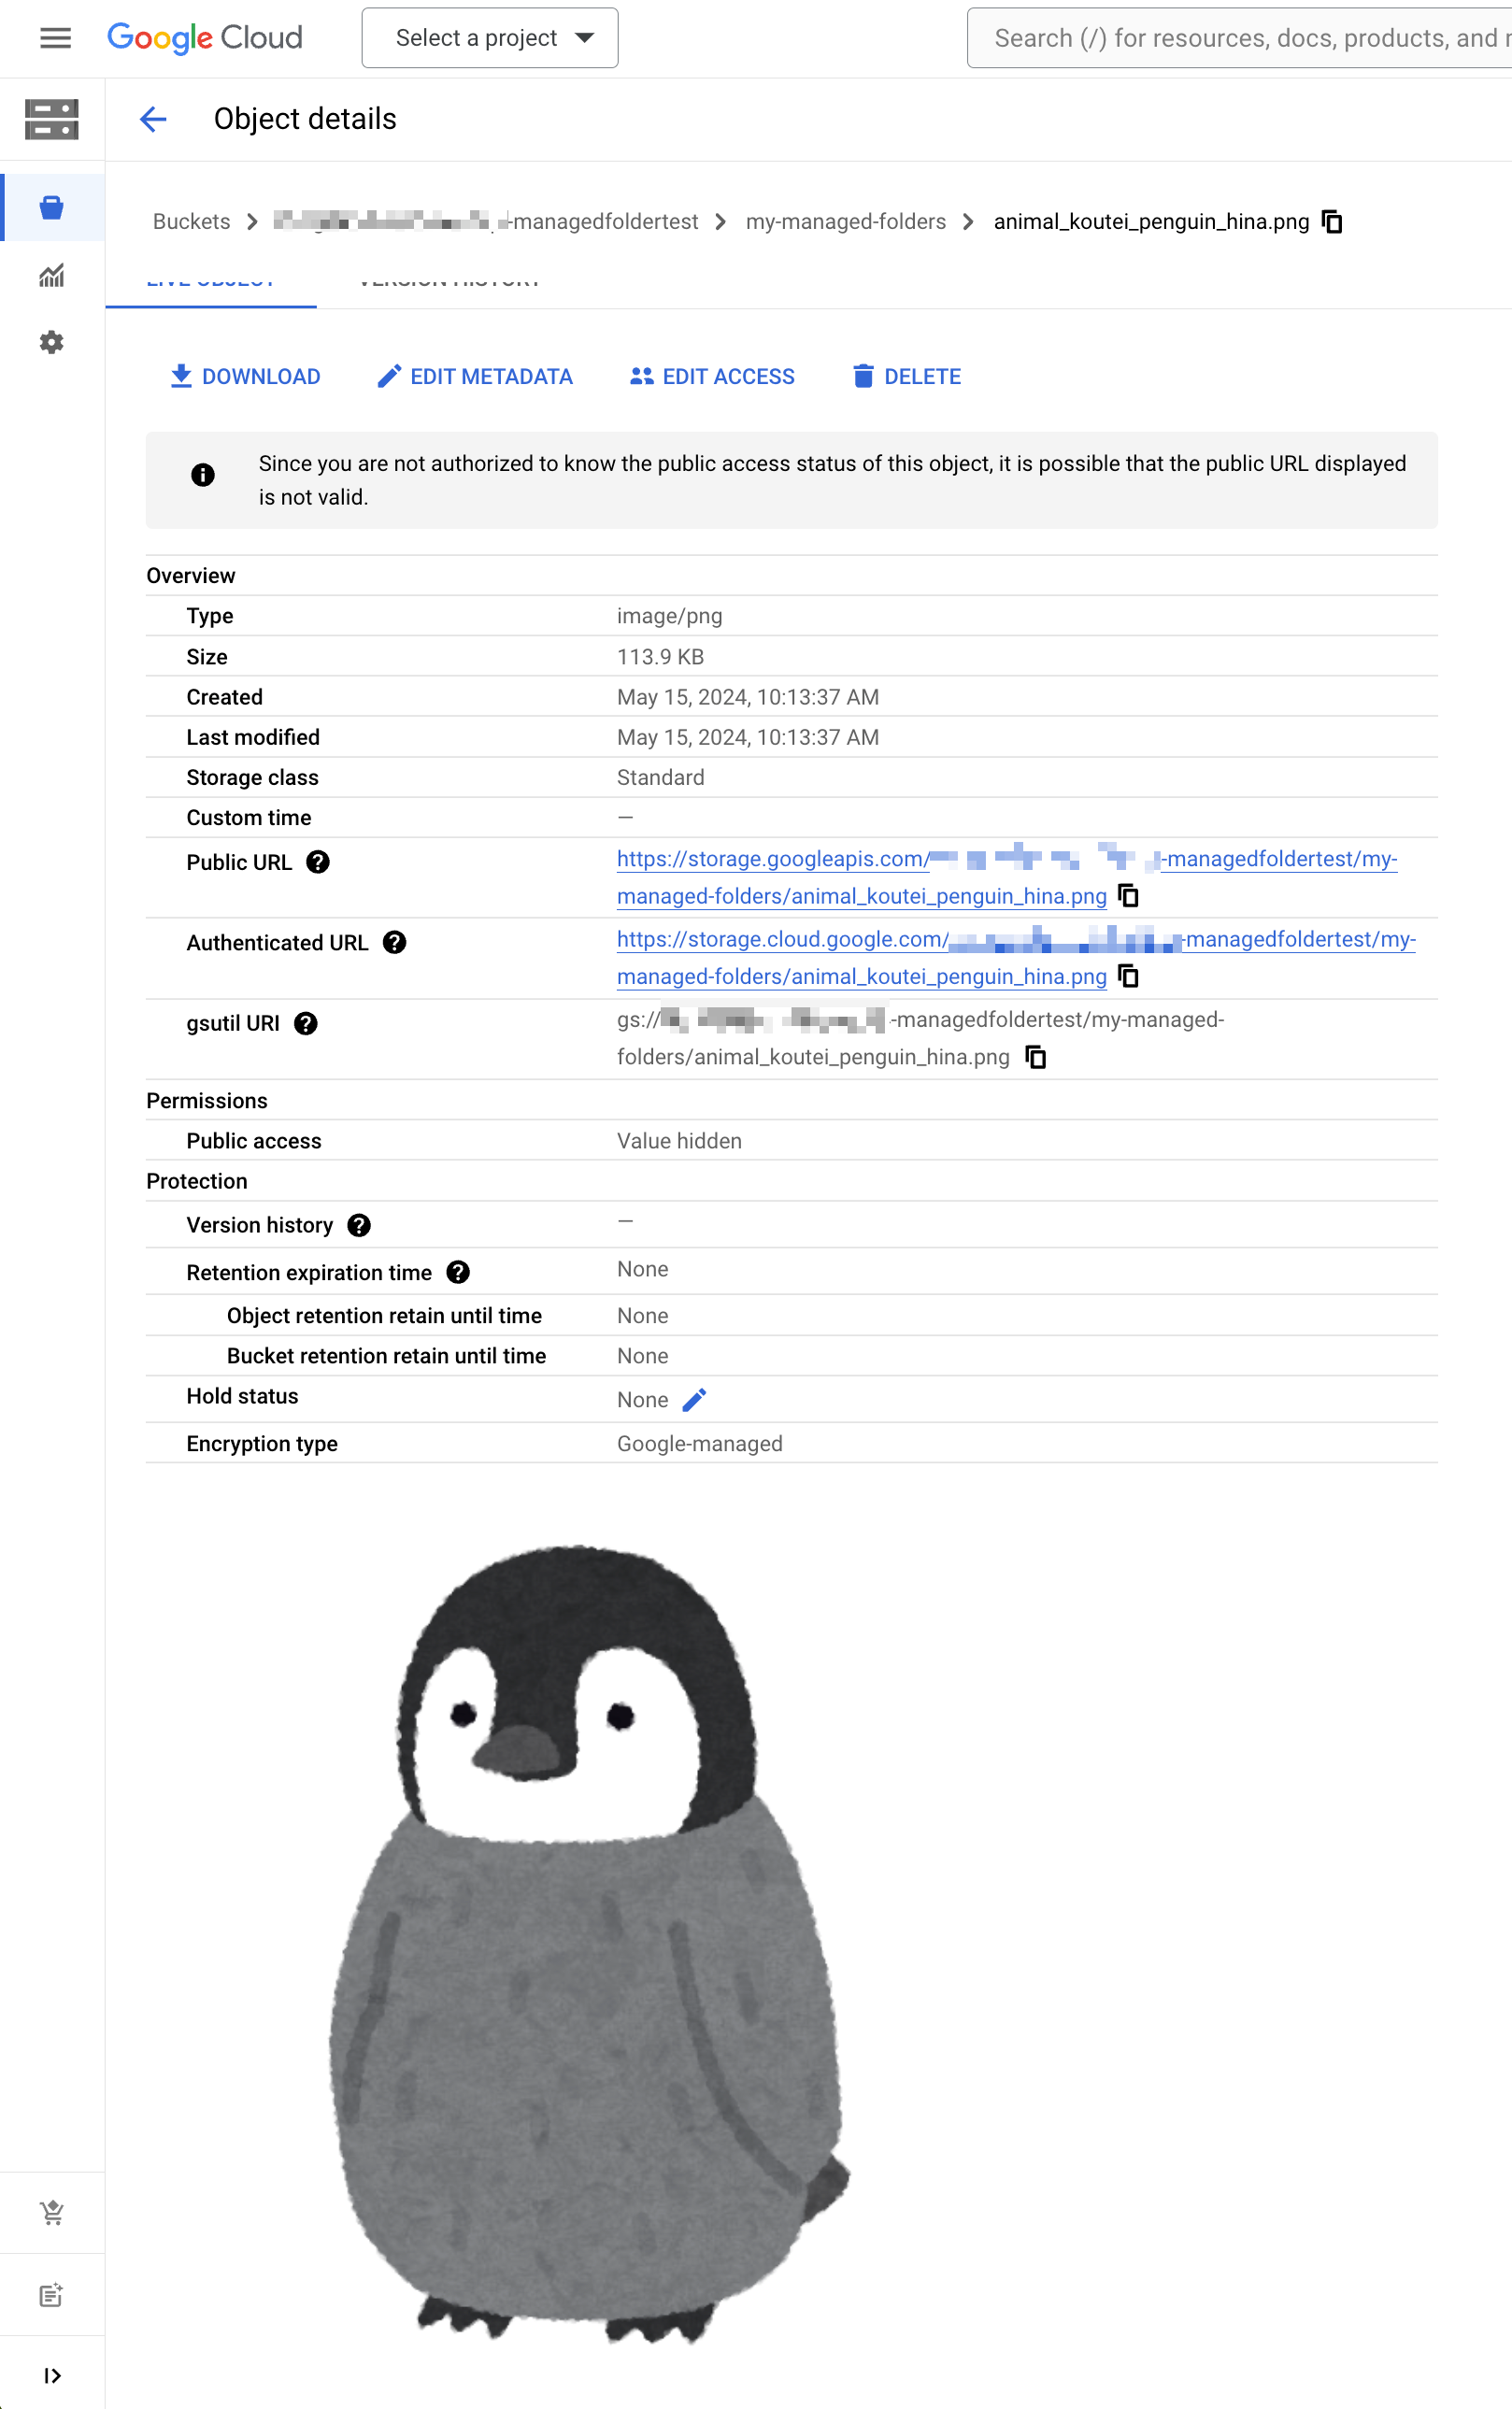 Google Cloud
Select a project
Search (/) for resources, docs, products, and
Object details
Buckets
-managedfoldertest
my-managed-folders
animal_koutei_penguin_hina.png
LIVE OBJECT
VERSION HISTORY
DOWNLOAD
EDIT METADATA
EDIT ACCESS
DELETE
Since you are not authorized to know the public access status of this object, it is possible that the public URL displayed
is not valid.
Overview
Type image/png
Size 113.9 KB
Created May 15, 2024, 10:13:37 AM
Last modified May 15, 2024, 10:13:37 AM
Storage class Standard
Custom time —
Public URL https://storage.googleapis.com/ -managedfoldertest/my-
managed-folders/animal_koutei_penguin_hina.png
Authenticated URL https://storage.cloud.google.com/ -managedfoldertest/my-
managed-folders/animal_koutei_penguin_hina.png
gsutil URI gs:// -managedfoldertest/my-managed-
folders/animal_koutei_penguin_hina.png
Permissions
Public access Value hidden
Protection
Version history —
Retention expiration time None
Object retention retain until time None
Bucket retention retain until time None
Hold status None
Encryption type Google-managed